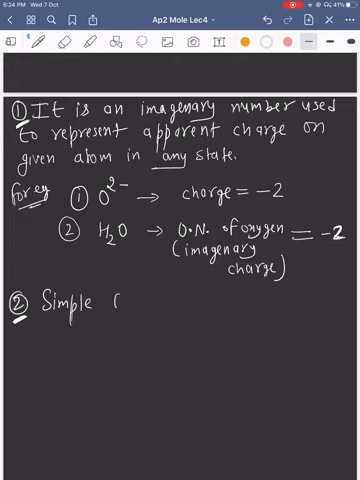 5:24 PM Wed 7 Oct
41%
Ap2 Mole Lec4
① It is an imagenary number used
to represent apparent charge on
given atom in any state.
for eg ① O²⁻ → charge = -2
② H₂O → O.N. of oxygen = -2
(imagenary
charge)
② Simple (